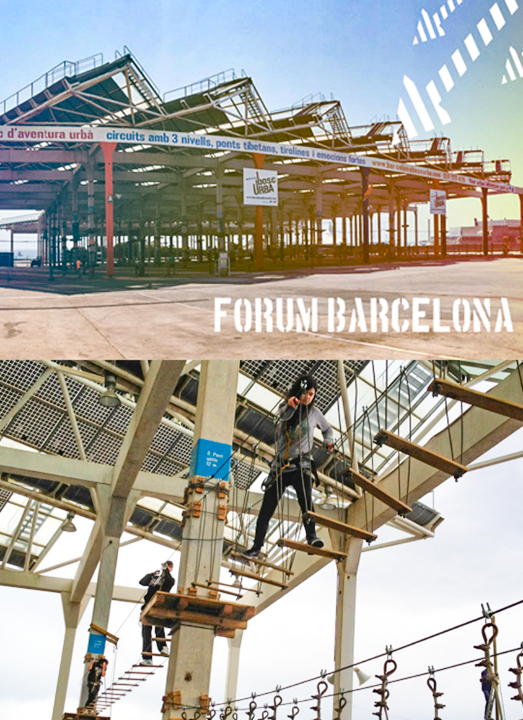 c d'aventura urbà circuits amb 3 nivells, ponts tibetans, tirolines i emocions fortes
bosc
URBÀ
FORUM BARCELONA